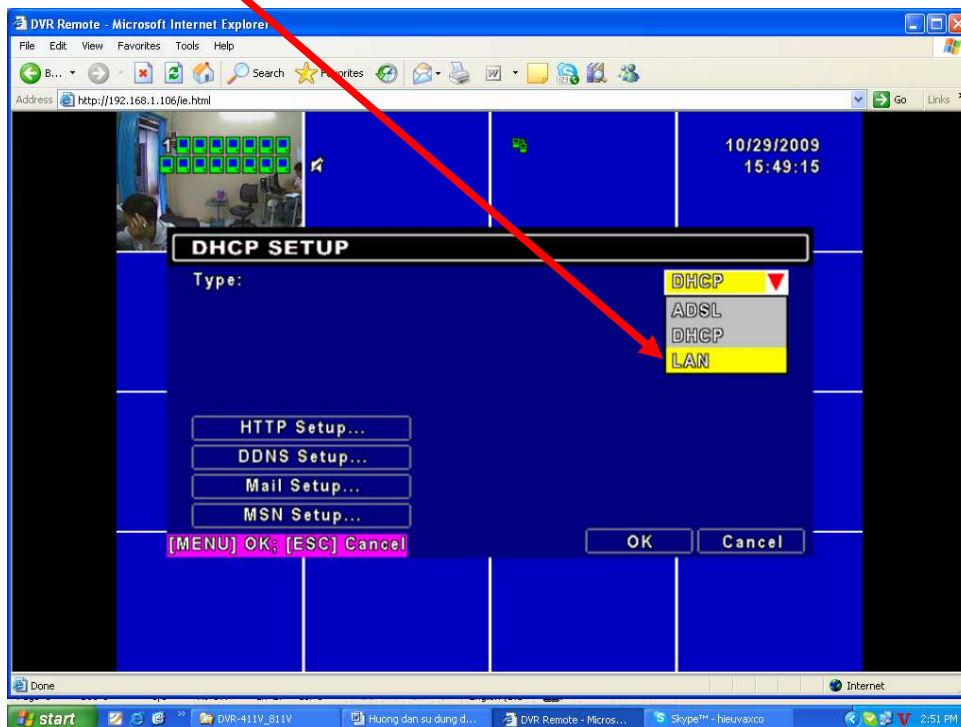 DVR Remote - Microsoft Internet Explorer
File Edit View Favorites Tools Help
B... Search Favorites
Address http://192.168.1.106/ie.html Go Links
1
10/29/2009
15:49:15
DHCP SETUP
Type: DHCP
ADSL
DHCP
LAN
HTTP Setup...
DDNS Setup...
Mail Setup...
MSN Setup...
[MENU] OK; [ESC] Cancel OK Cancel
Done Internet
start DVR-411V_811V Huong dan su dung d... DVR Remote - Micros... Skype™ - hieuvaxco 2:51 PM